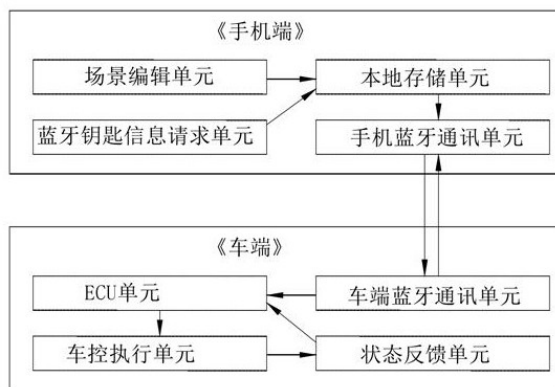 《手机端》
场景编辑单元
本地存储单元
蓝牙钥匙信息请求单元
手机蓝牙通讯单元
《车端》
ECU单元
车端蓝牙通讯单元
车控执行单元
状态反馈单元